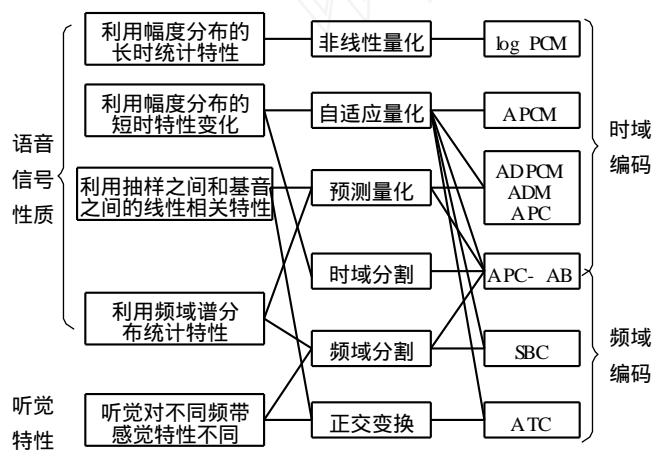 利用幅度分布的
长时统计特性
非线性量化
log PCM
利用幅度分布的
短时特性变化
自适应量化
APCM
时域
编码
语音
信号
性质
利用抽样之间和基音
之间的线性相关特性
预测量化
ADPCM
ADM
APC
时域分割
APC- AB
利用频域谱分
布统计特性
频域分割
SBC
频域
编码
听觉
特性
听觉对不同频带
感觉特性不同
正交变换
ATC